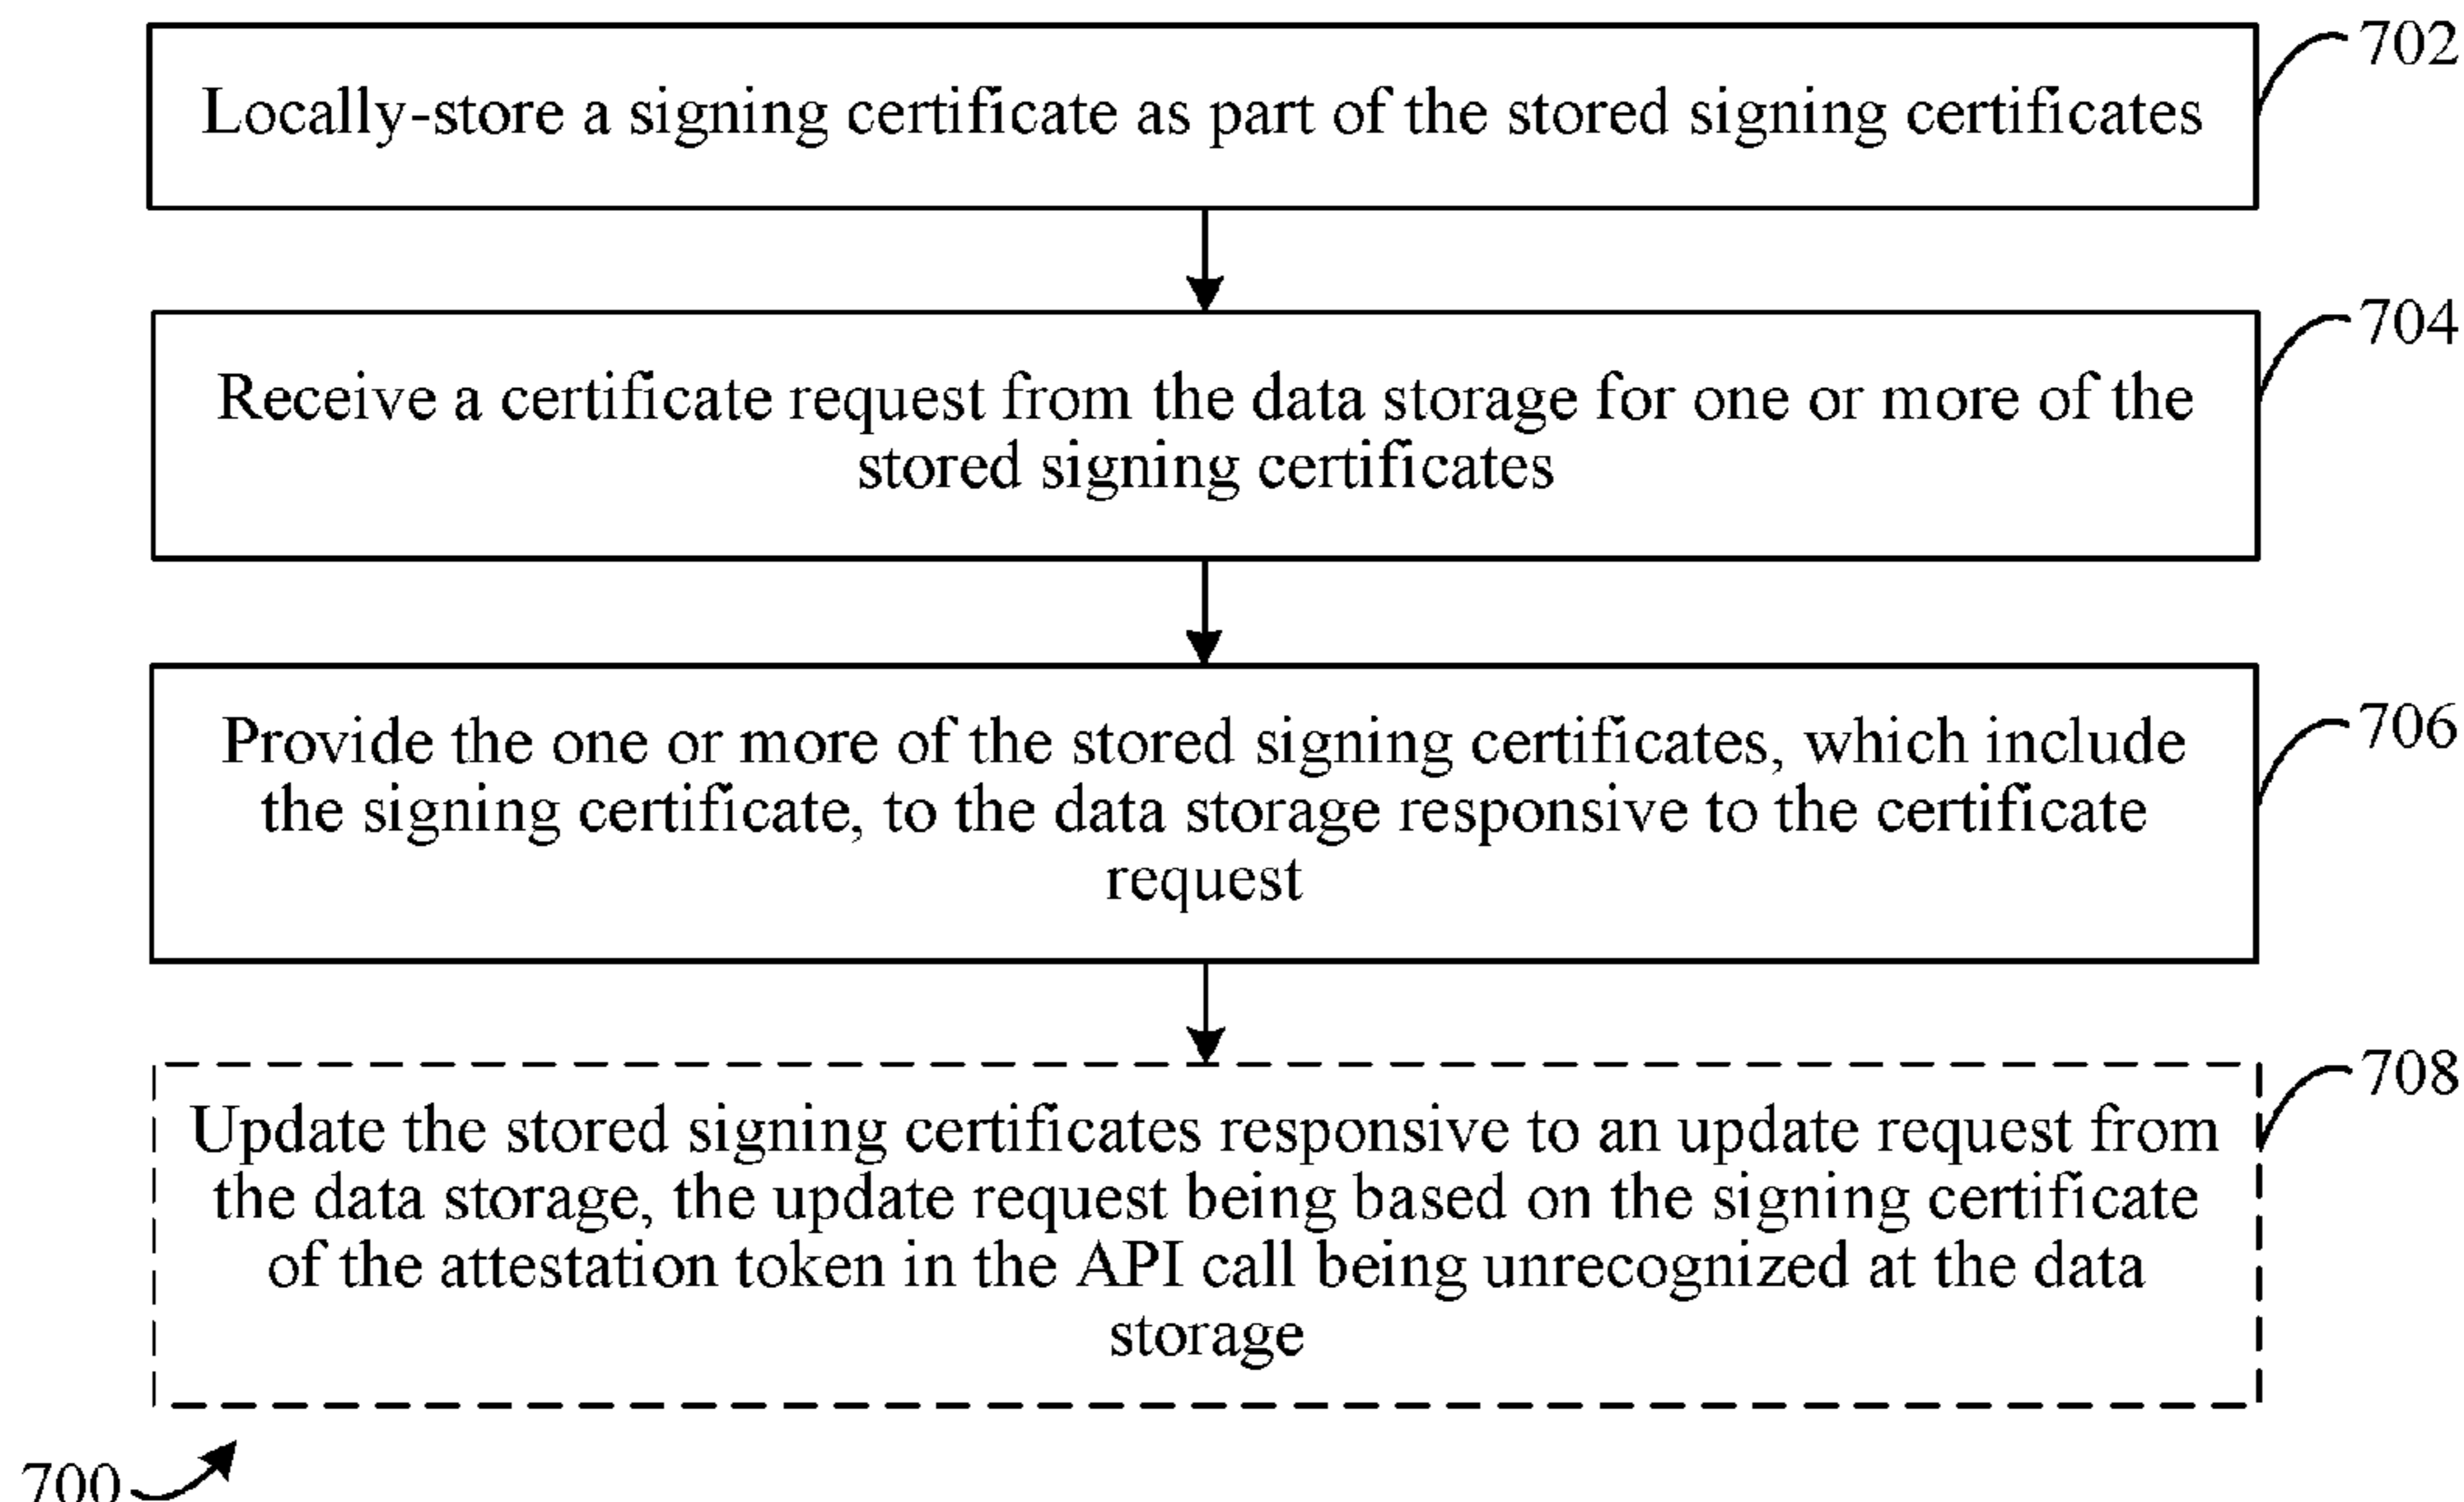 702
Locally-store a signing certificate as part of the stored signing certificates
704
Receive a certificate request from the data storage for one or more of the
stored signing certificates
706
Provide the one or more of the stored signing certificates, which include
the signing certificate, to the data storage responsive to the certificate
request
708
Update the stored signing certificates responsive to an update request from
the data storage, the update request being based on the signing certificate
of the attestation token in the API call being unrecognized at the data
storage
700